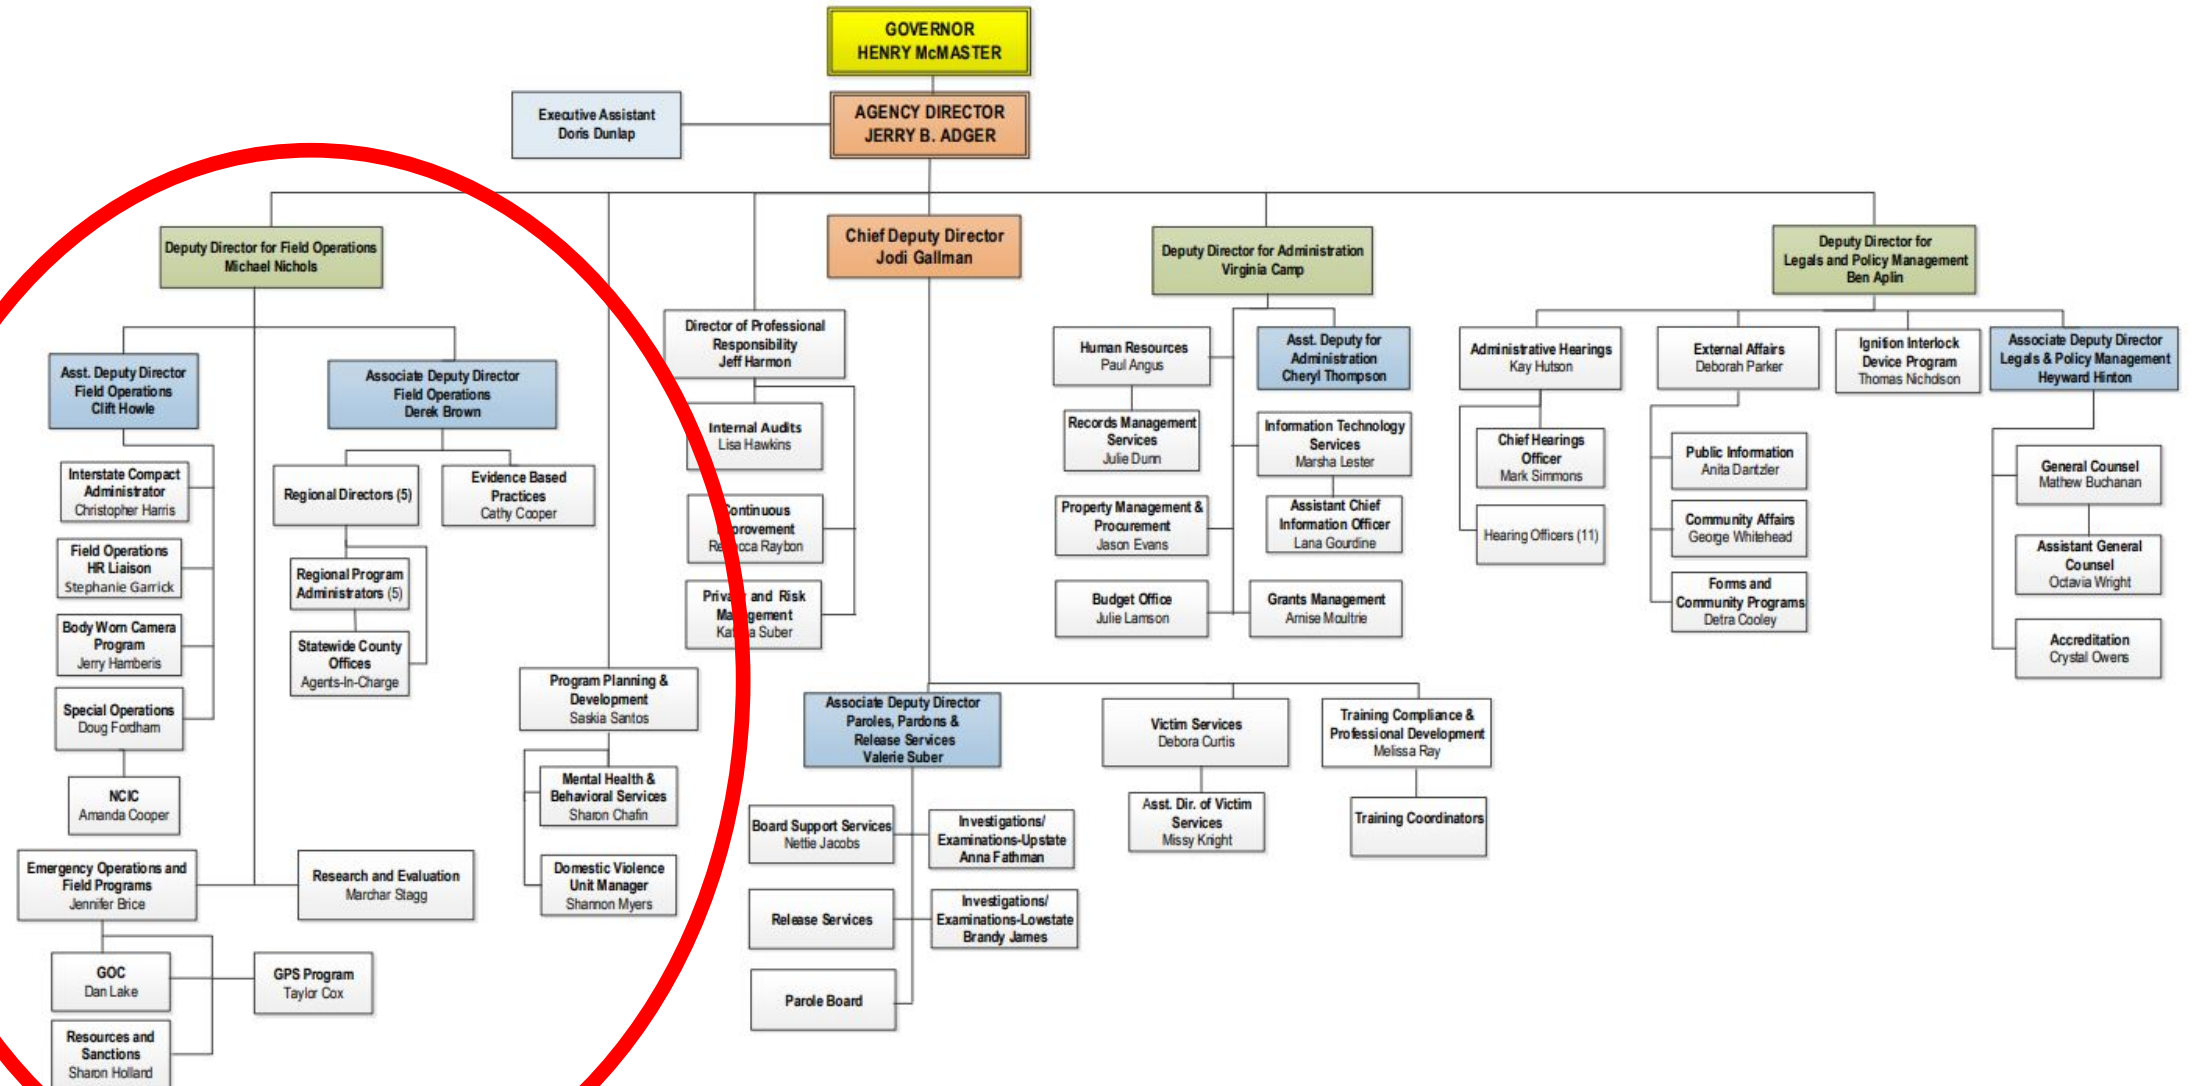 GOVERNOR
HENRY McMASTER
Executive Assistant
Doris Dunlap
AGENCY DIRECTOR
JERRY B. ADGER
Deputy Director for Field Operations
Michael Nichols
Chief Deputy Director
Jodi Gallman
Deputy Director for Administration
Virginia Camp
Deputy Director for
Legals and Policy Management
Ben Aplin
Asst. Deputy Director
Field Operations
Clift Howle
Associate Deputy Director
Field Operations
Derek Brown
Interstate Compact
Administrator
Christopher Harris
Field Operations
HR Liaison
Stephanie Garrick
Body Worn Camera
Program
Jerry Hamberis
Special Operations
Doug Fordham
NCIC
Amanda Cooper
Regional Directors (5)
Evidence Based
Practices
Cathy Cooper
Regional Program
Administrators (5)
Statewide County
Offices
Agents-In-Charge
Emergency Operations and
Field Programs
Jennifer Brice
Research and Evaluation
Marchar Stagg
GOC
Dan Lake
GPS Program
Taylor Cox
Resources and
Sanctions
Sharon Holland
Program Planning &
Development
Saskia Santos
Mental Health &
Behavioral Services
Sharon Chafin
Domestic Violence
Unit Manager
Shannon Myers
Director of Professional
Responsibility
Jeff Harmon
Internal Audits
Lisa Hawkins
Continuous
Raybon
and Risk
Suber
Associate Deputy Director
Paroles, Pardons &
Release Services
Valerie Suber
Board Support Services
Nettie Jacobs
Investigations/
Examinations-Upstate
Anna Fathman
Release Services
Investigations/
Examinations-Lowstate
Brandy James
Parole Board
Victim Services
Debora Curtis
Asst. Dir. of Victim
Services
Missy Knight
Training Compliance &
Professional Development
Melissa Ray
Training Coordinators
Human Resources
Paul Angus
Asst. Deputy for
Administration
Cheryl Thompson
Records Management
Services
Julie Dunn
Information Technology
Services
Marsha Lester
Property Management &
Procurement
Jason Evans
Assistant Chief
Information Officer
Lana Gourdine
Budget Office
Julie Lamson
Grants Management
Arnise Moultrie
Administrative Hearings
Kay Hutson
External Affairs
Deborah Parker
Ignition Interlock
Device Program
Thomas Nicholson
Associate Deputy Director
Legals & Policy Management
Heyward Hinton
Chief Hearings
Officer
Mark Simmons
Hearing Officers (11)
Public Information
Anita Dantzler
Community Affairs
George Whitehead
Forms and
Community Programs
Detra Cooley
General Counsel
Mathew Buchanan
Assistant General
Counsel
Octavia Wright
Accreditation
Crystal Owens